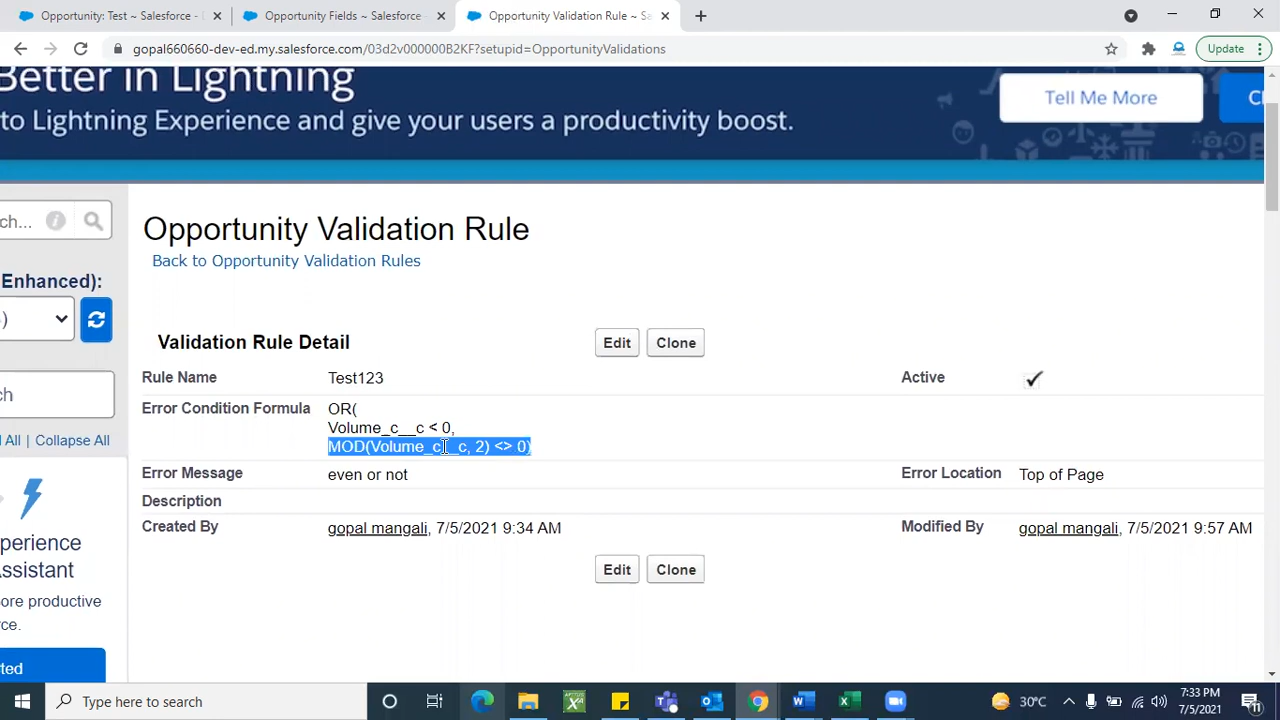 Opportunity: Test ~ Salesforce - D
Opportunity Fields ~ Salesforce -
Opportunity Validation Rule ~ Sa
gopal660660-dev-ed.my.salesforce.com/03d2v000000B2KF?setupid=OpportunityValidations
Update
Better in Lightning
to Lightning Experience and give your users a productivity boost.
Tell Me More
ch...
Enhanced):
ch
All | Collapse All
xperience
Assistant
ore productive
ce.
ted
Opportunity Validation Rule
Back to Opportunity Validation Rules
Validation Rule Detail
Edit
Clone
Rule Name
Test123
Active
Error Condition Formula
OR(
Volume_c__c < 0,
MOD(Volume_c__c, 2) <> 0)
Error Message
even or not
Error Location
Top of Page
Description
Created By
gopal mangali, 7/5/2021 9:34 AM
Modified By
gopal mangali, 7/5/2021 9:57 AM
Edit
Clone
Type here to search
30°C
7:33 PM
7/5/2021